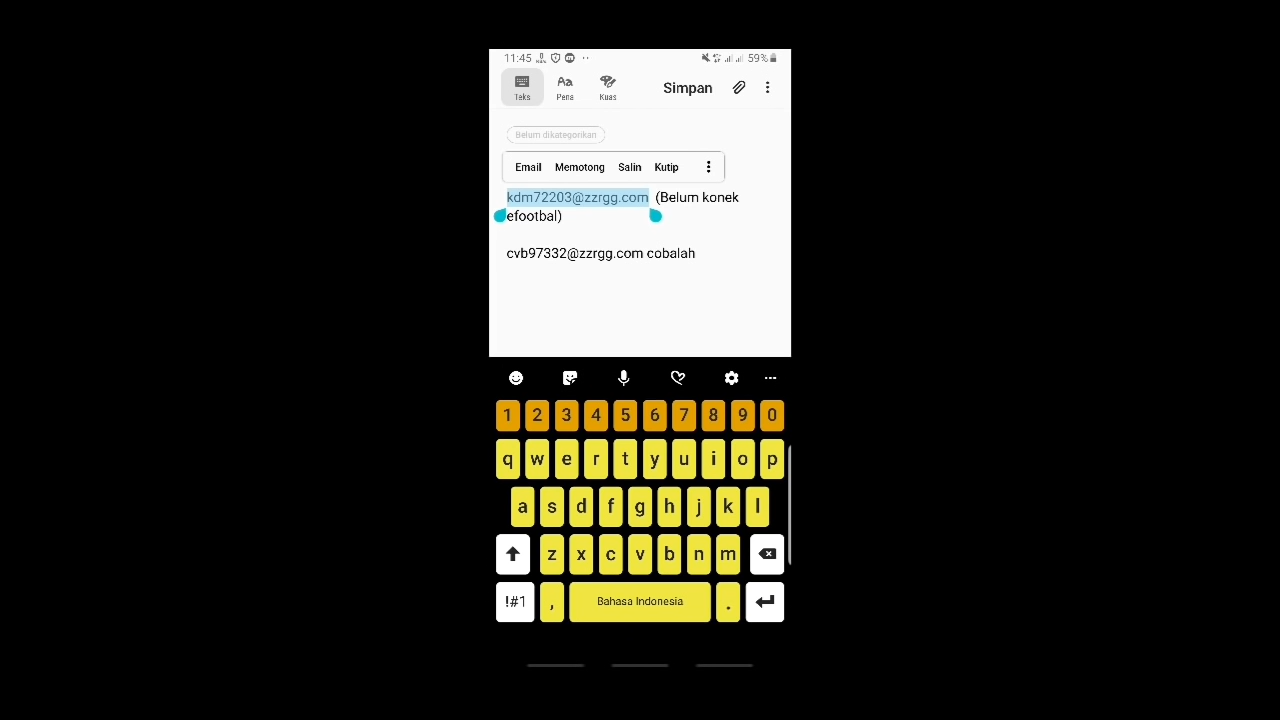 11:45 59%
Teks Pena Kuas Simpan
Belum dikategorikan
Email Memotong Salin Kutip
kdm72203@zzrgg.com (Belum konek
efootbal)
cvb97332@zzrgg.com cobalah
1 2 3 4 5 6 7 8 9 0
q w e r t y u i o p
a s d f g h j k l
z x c v b n m
!#1 , Bahasa Indonesia .